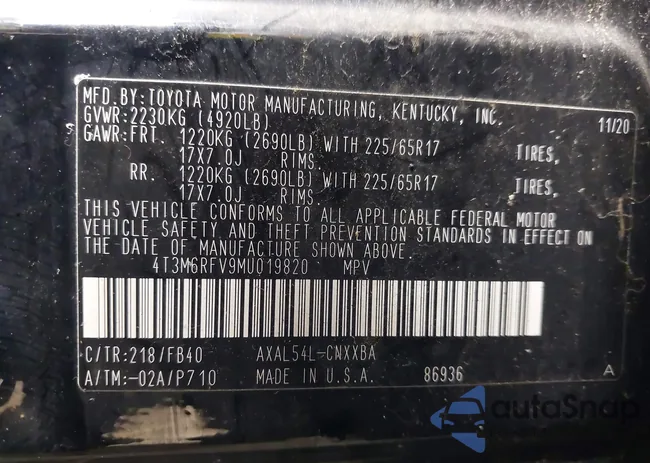 MFD.BY:TOYOTA MOTOR MANUFACTURING, KENTUCKY, INC.
GVWR:2230KG (4920LB) 11/20
GAWR:FRT. 1220KG (2690LB) WITH 225/65R17 TIRES,
17X7.0J RIMS.
RR. 1220KG (2690LB) WITH 225/65R17 TIRES,
17X7.0J RIMS.
THIS VEHICLE CONFORMS TO ALL APPLICABLE FEDERAL MOTOR
VEHICLE SAFETY AND THEFT PREVENTION STANDARDS IN EFFECT ON
THE DATE OF MANUFACTURE SHOWN ABOVE.
4T3M6RFV9MU019820 MPV
C/TR:218/FB40 AXAL54L-CNXXBA
A/TM:-02A/P710 MADE IN U.S.A. 86936 A
autoSnap